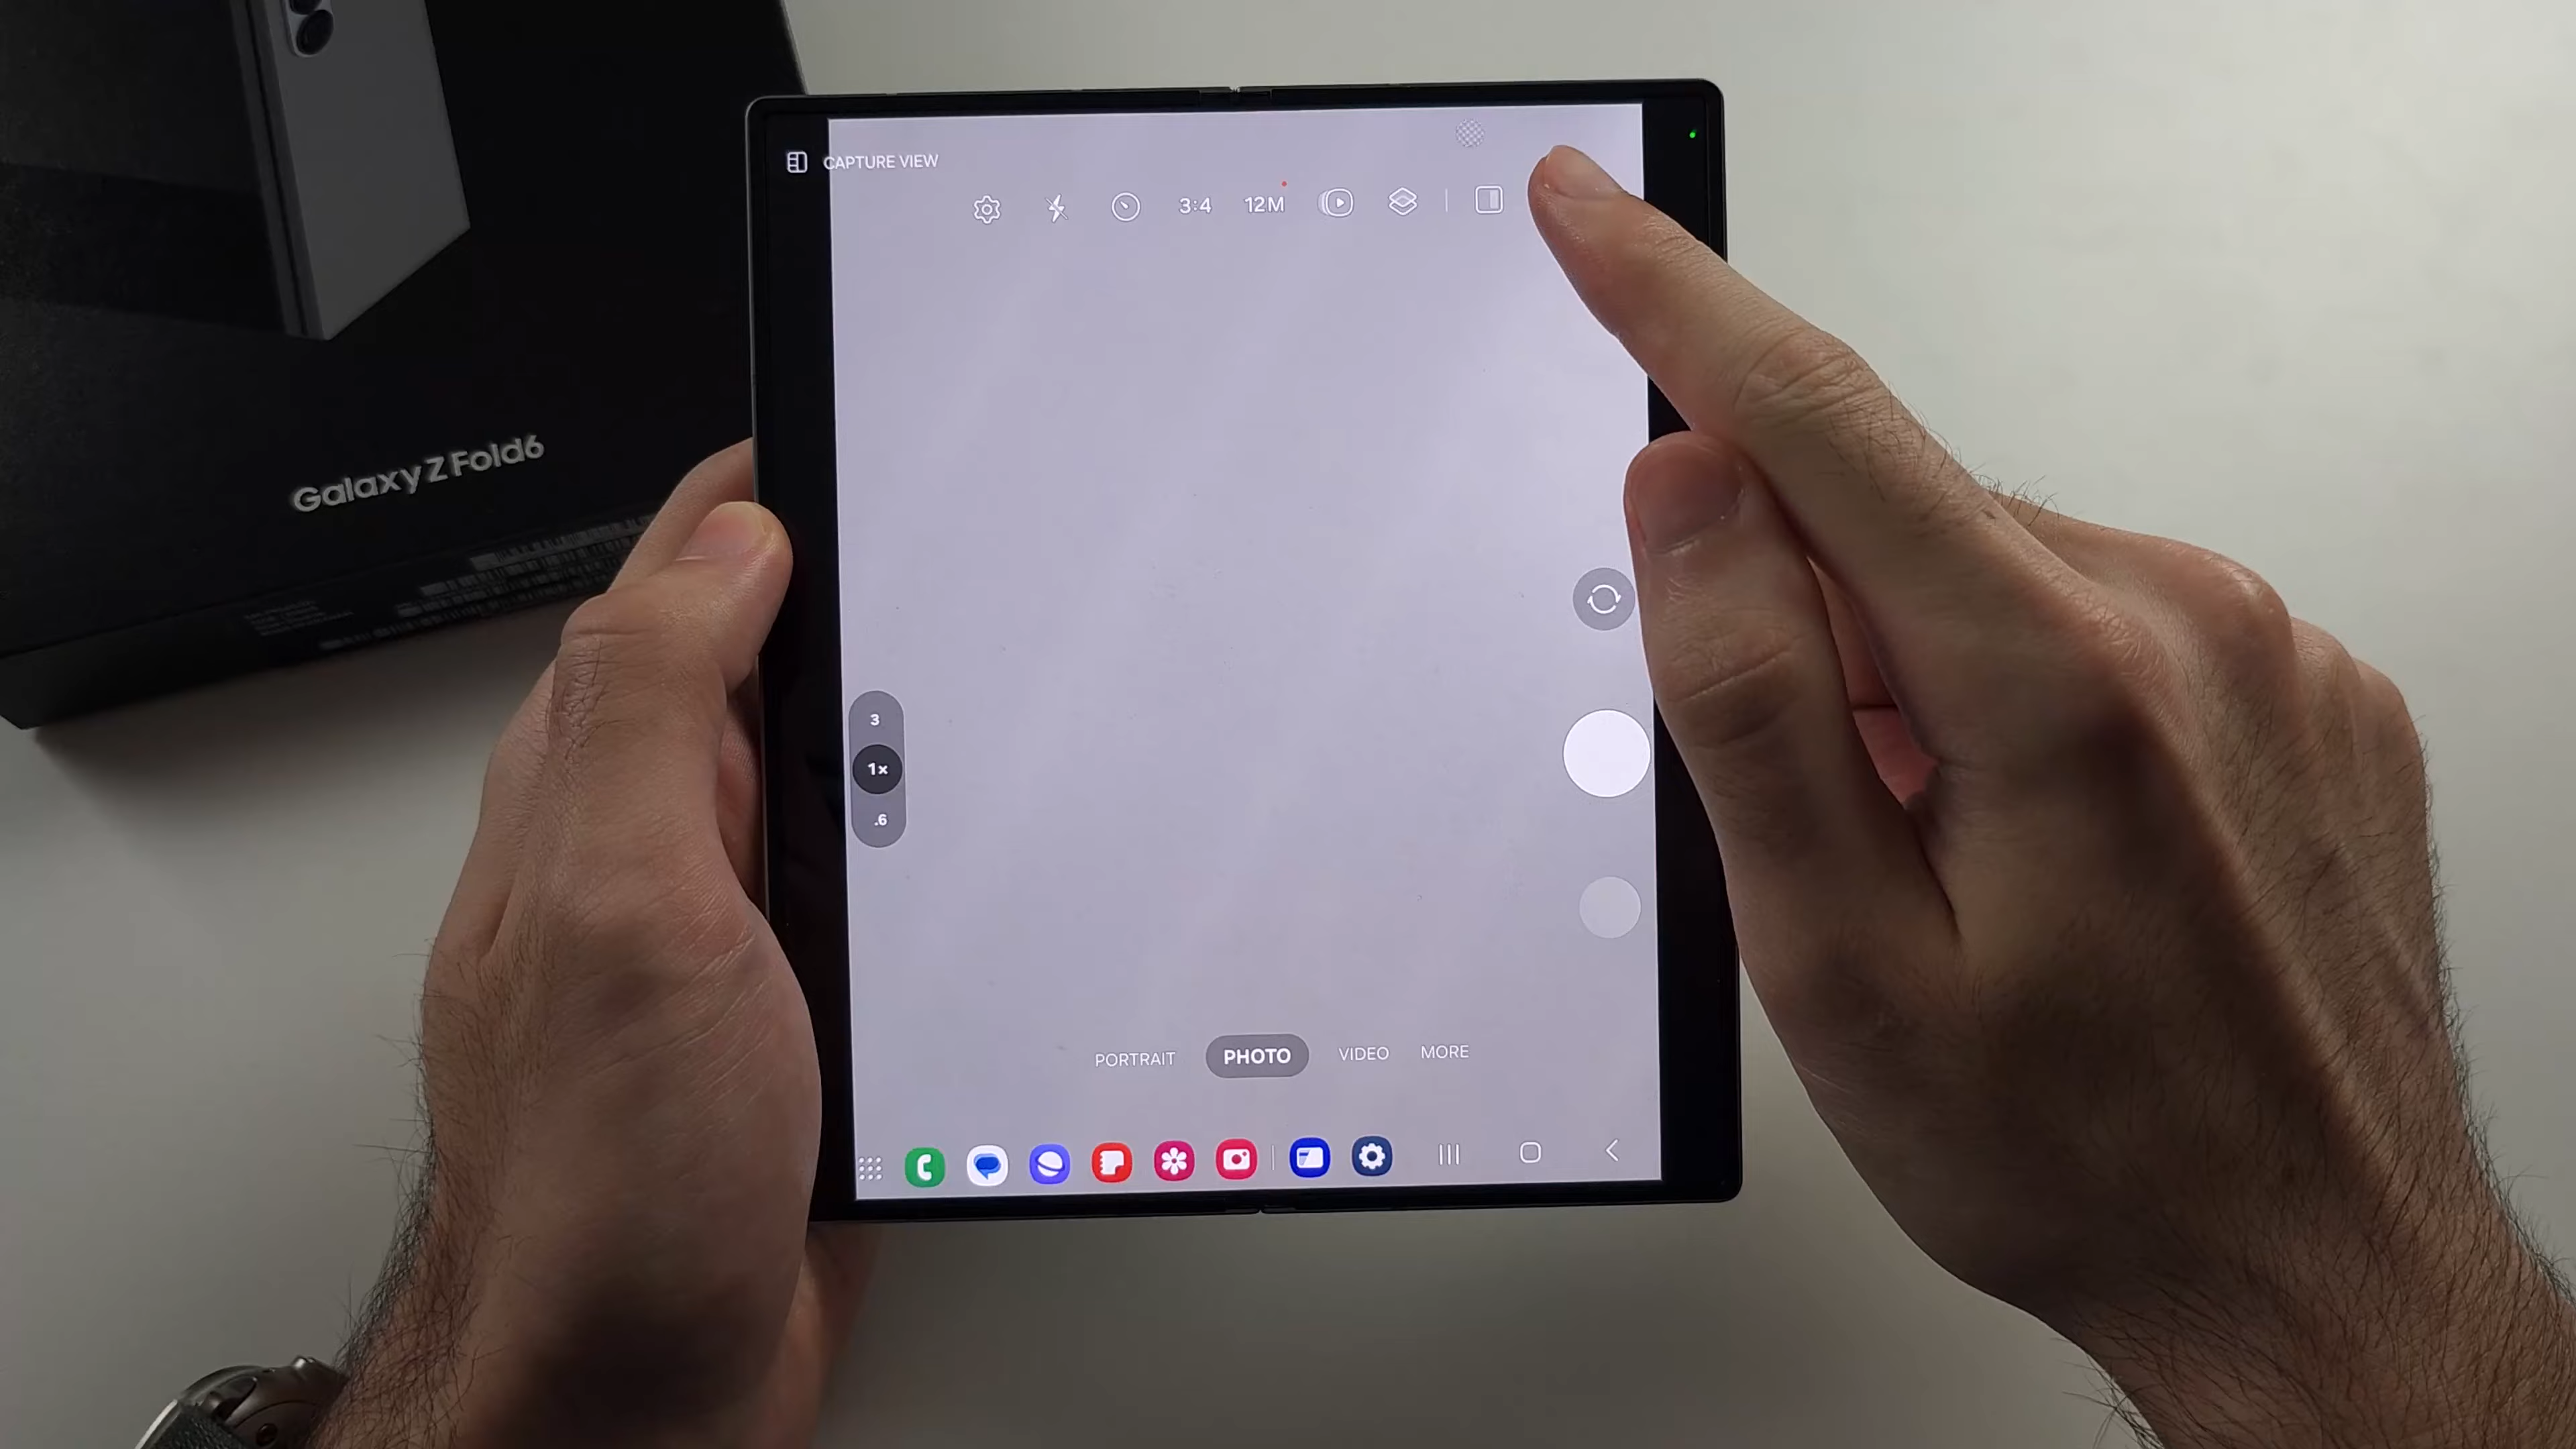 CAPTURE VIEW
3:4 12M
Galaxy Z Fold6
3
1x
.6
PORTRAIT PHOTO VIDEO MORE